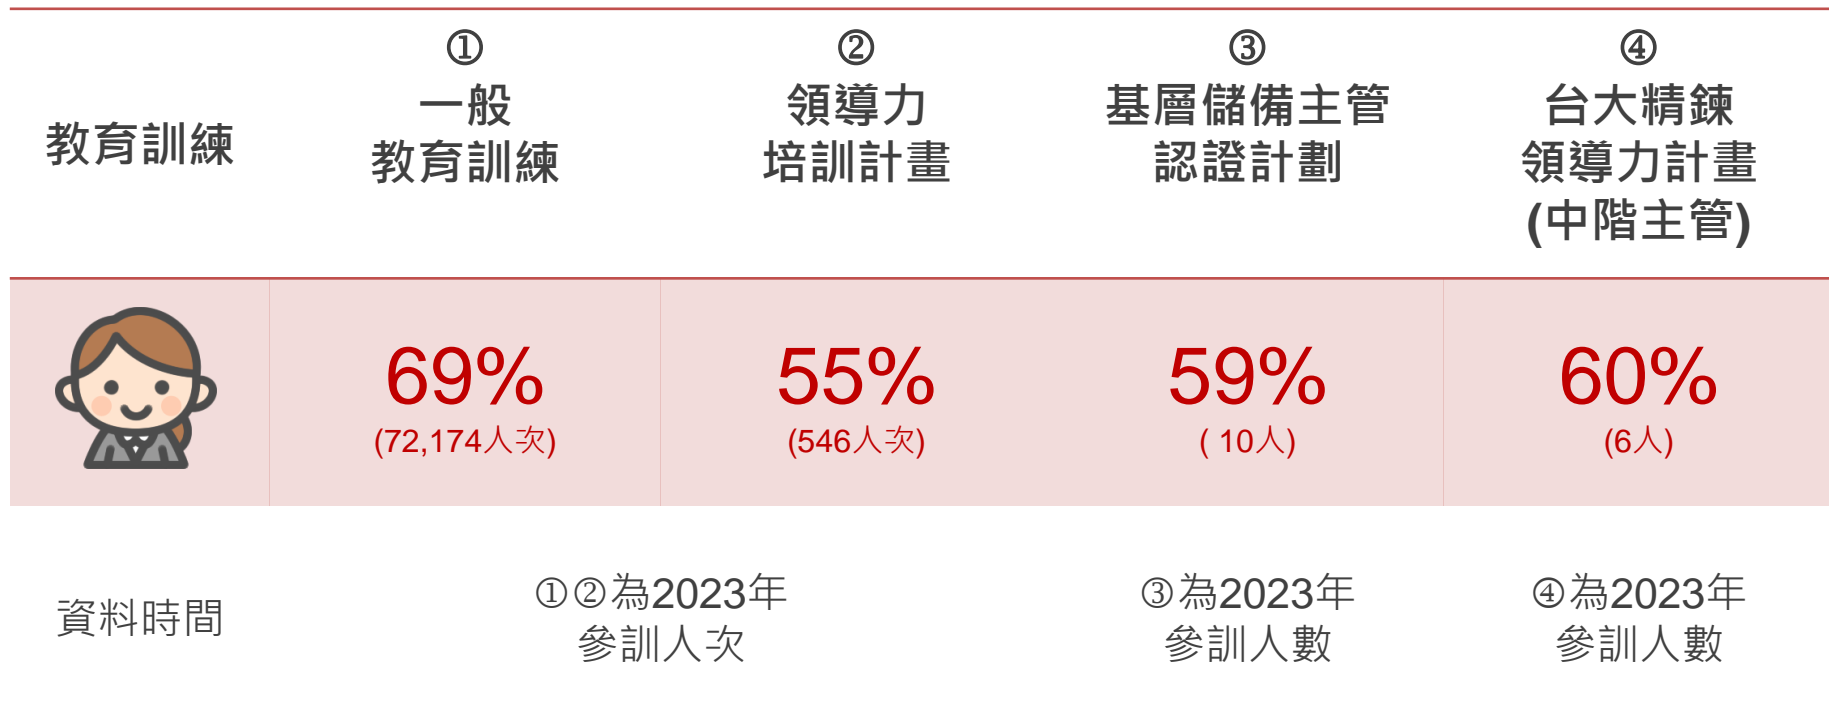 教育訓練
①
一般
教育訓練
②
領導力
培訓計畫
③
基層儲備主管
認證計劃
④
台大精鍊
領導力計畫
(中階主管)
69%
(72,174人次)
55%
(546人次)
59%
( 10人)
60%
(6人)
資料時間
①②為2023年
參訓人次
③為2023年
參訓人數
④為2023年
參訓人數